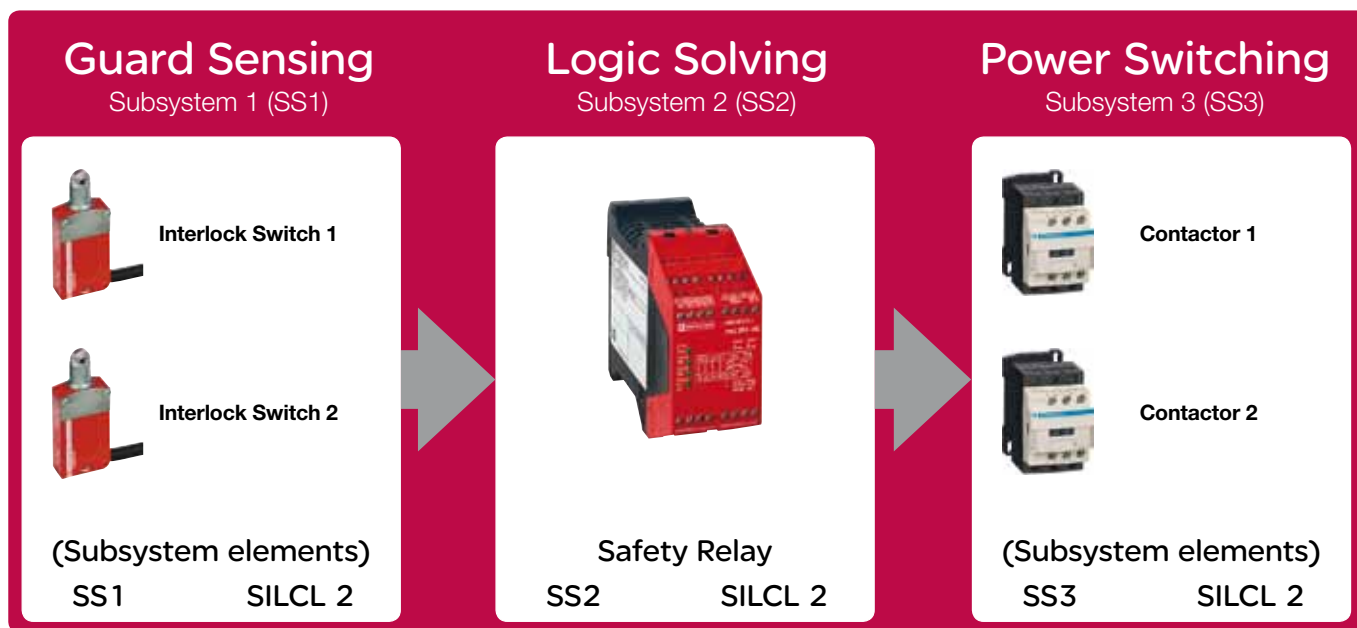 Guard Sensing
Subsystem 1 (SS1)
Interlock Switch 1
Interlock Switch 2
(Subsystem elements)
SS1 SILCL 2
Logic Solving
Subsystem 2 (SS2)
Safety Relay
SS2 SILCL 2
Power Switching
Subsystem 3 (SS3)
Contactor 1
Contactor 2
(Subsystem elements)
SS3 SILCL 2